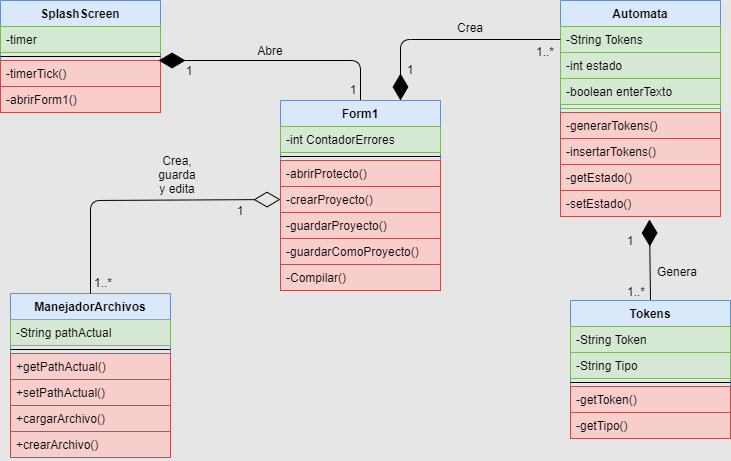 SplashScreen
-timer
-timerTick()
-abrirForm1()
Abre
1
1
Form1
-int ContadorErrores
-abrirProtecto()
-crearProyecto()
-guardarProyecto()
-guardarComoProyecto()
-Compilar()
Crea
1
1..*
Automata
-String Tokens
-int estado
-boolean enterTexto
-generarTokens()
-insertarTokens()
-getEstado()
-setEstado()
Crea,
guarda
y edita
1
1..*
ManejadorArchivos
-String pathActual
+getPathActual()
+setPathActual()
+cargarArchivo()
+crearArchivo()
1
Genera
1..*
Tokens
-String Token
-String Tipo
-getToken()
-getTipo()